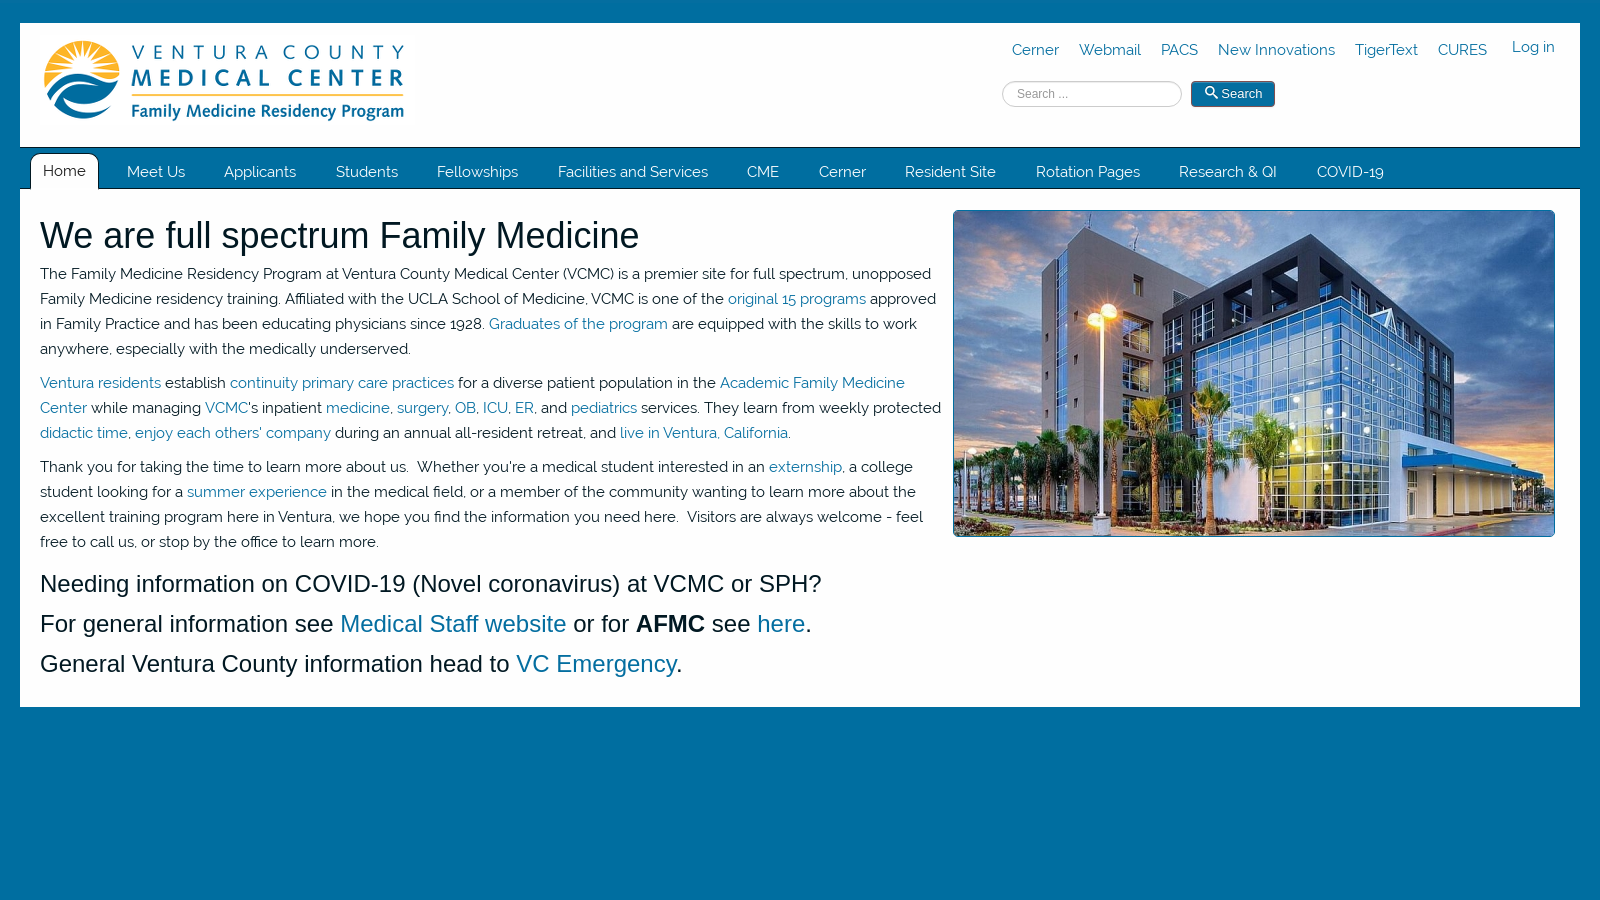 VENTURA COUNTY
MEDICAL CENTER
Family Medicine Residency Program
Cerner Webmail PACS New Innovations TigerText CURES Log in
Search ... Search
Home Meet Us Applicants Students Fellowships Facilities and Services CME Cerner Resident Site Rotation Pages Research & QI COVID-19
We are full spectrum Family Medicine
The Family Medicine Residency Program at Ventura County Medical Center (VCMC) is a premier site for full spectrum, unopposed
Family Medicine residency training. Affiliated with the UCLA School of Medicine, VCMC is one of the original 15 programs approved
in Family Practice and has been educating physicians since 1928. Graduates of the program are equipped with the skills to work
anywhere, especially with the medically underserved.
Ventura residents establish continuity primary care practices for a diverse patient population in the Academic Family Medicine
Center while managing VCMC's inpatient medicine, surgery, OB, ICU, ER, and pediatrics services. They learn from weekly protected
didactic time, enjoy each others' company during an annual all-resident retreat, and live in Ventura, California.
Thank you for taking the time to learn more about us.  Whether you're a medical student interested in an externship, a college
student looking for a summer experience in the medical field, or a member of the community wanting to learn more about the
excellent training program here in Ventura, we hope you find the information you need here.  Visitors are always welcome - feel
free to call us, or stop by the office to learn more.
Needing information on COVID-19 (Novel coronavirus) at VCMC or SPH?
For general information see Medical Staff website or for AFMC see here.
General Ventura County information head to VC Emergency.